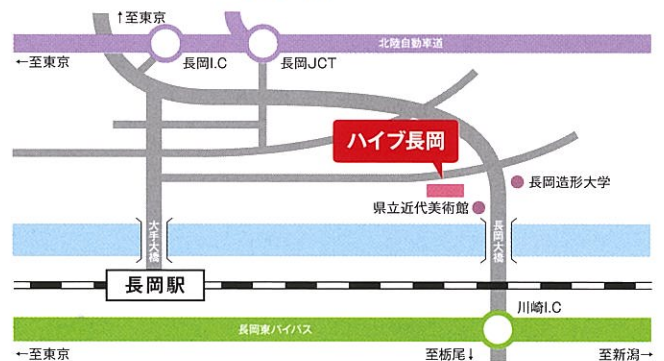 ↑至東京
北陸自動車道
←至東京
長岡I.C
長岡JCT
ハイブ長岡
長岡造形大学
県立近代美術館
大手大橋
長岡大橋
長岡駅
川崎I.C
長岡東バイパス
←至東京
至栃尾↓
至新潟→